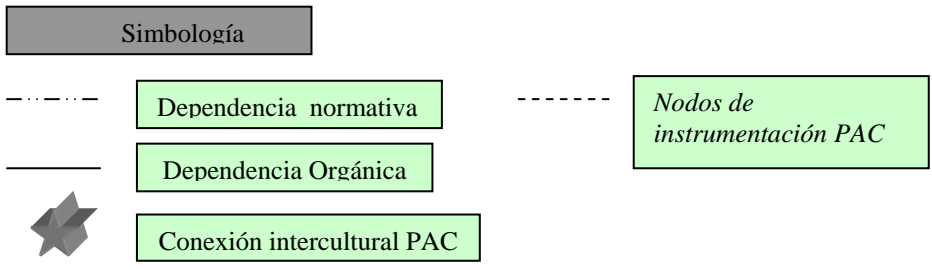 Simbología
Dependencia normativa
Dependencia Orgánica
Conexión intercultural PAC
Nodos de
instrumentación PAC